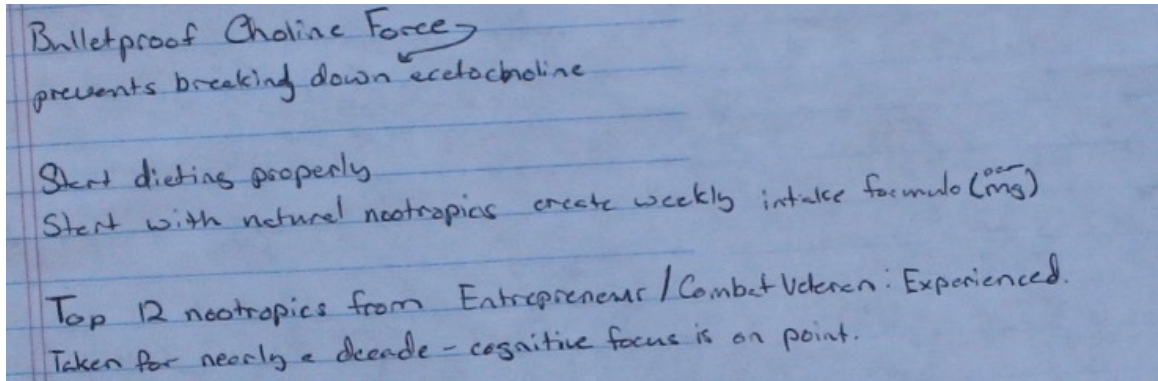 Bulletproof Choline Force
prevents breaking down acetocholine
Start dieting properly
Start with natural nootropics create weekly intake formula (mg)
Top 12 nootropics from Entrepreneur / Combat Veteran: Experienced.
Taken for nearly a decade - cognitive focus is on point.